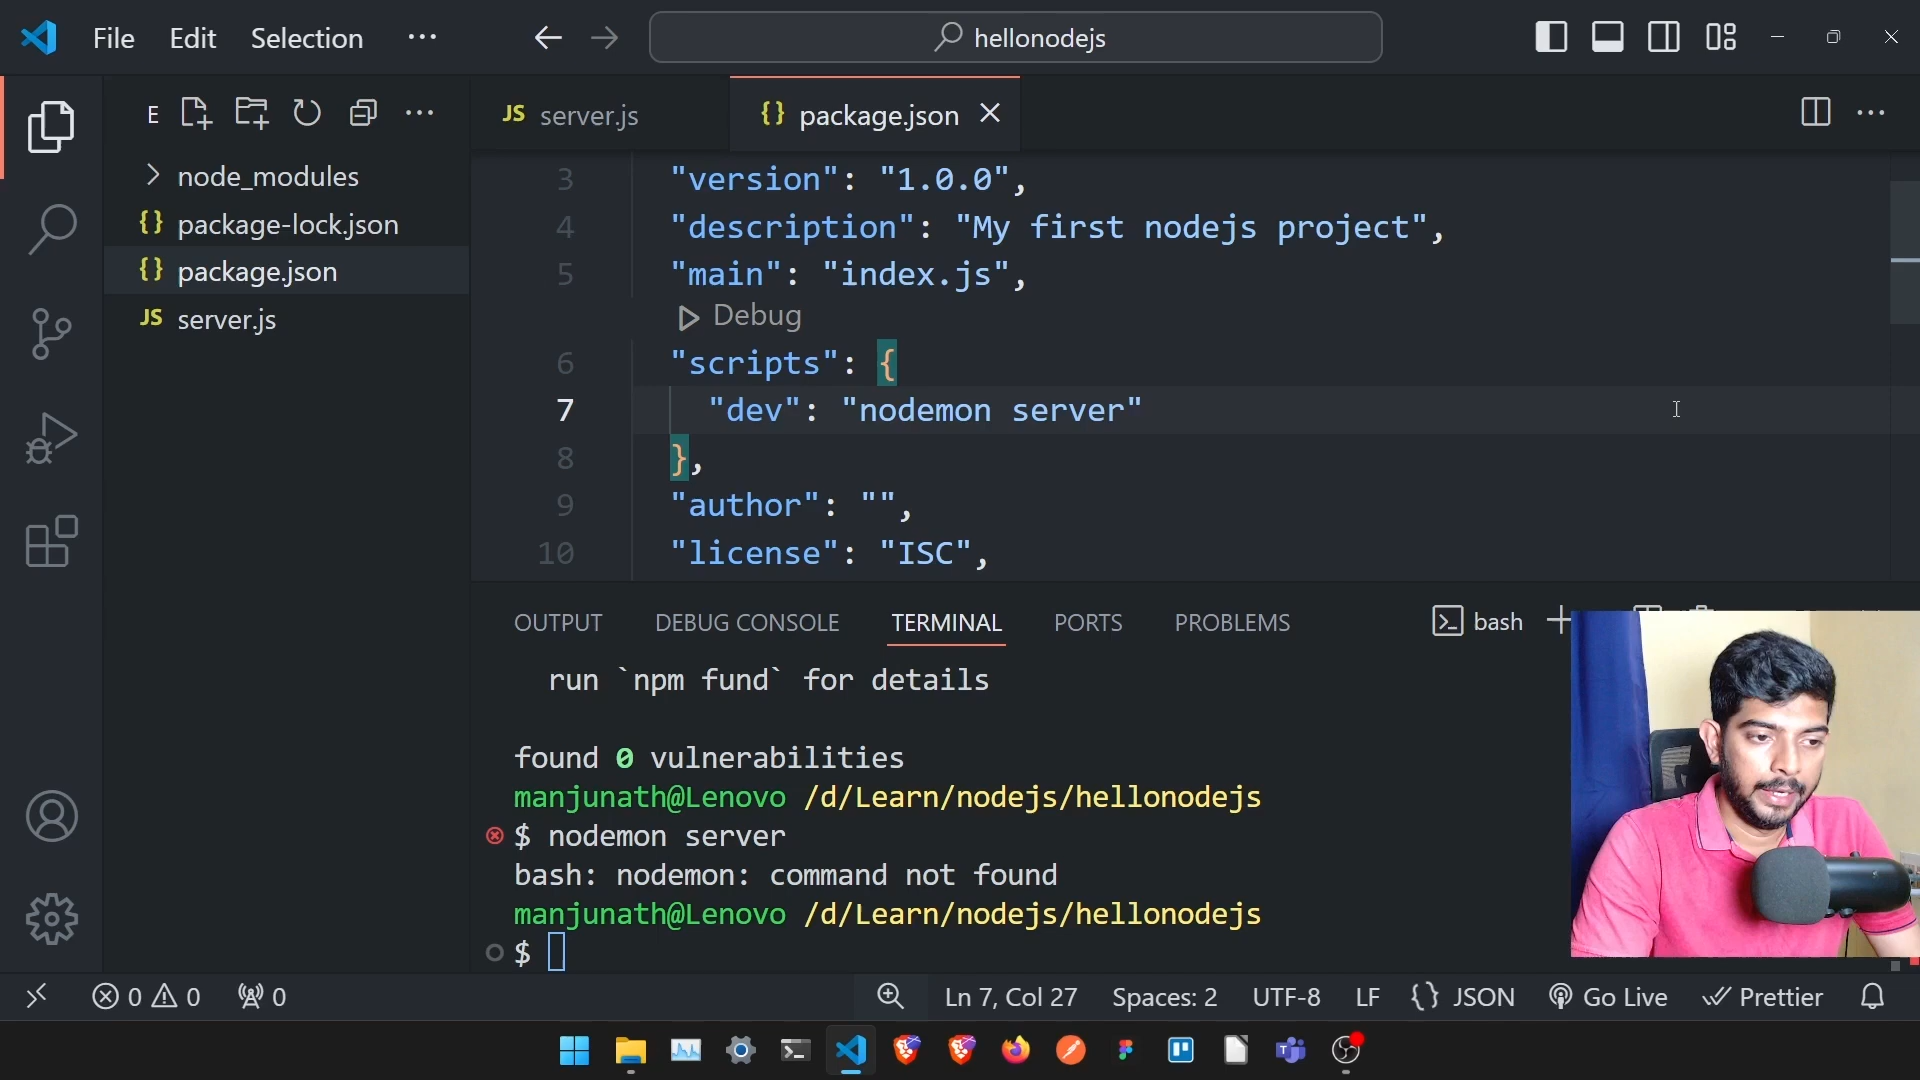 File Edit Selection ···
hellonodejs
E
JS server.js
{} package.json
node_modules
{} package-lock.json
{} package.json
JS server.js
3 "version": "1.0.0",
4 "description": "My first nodejs project",
5 "main": "index.js",
Debug
6 "scripts": {
7 "dev": "nodemon server"
8 },
9 "author": "",
10 "license": "ISC",
OUTPUT DEBUG CONSOLE TERMINAL PORTS PROBLEMS
bash
run `npm fund` for details
found 0 vulnerabilities
manjunath@Lenovo /d/Learn/nodejs/hellonodejs
$ nodemon server
bash: nodemon: command not found
manjunath@Lenovo /d/Learn/nodejs/hellonodejs
$
0 0 0
Ln 7, Col 27 Spaces: 2 UTF-8 LF {} JSON Go Live Prettier